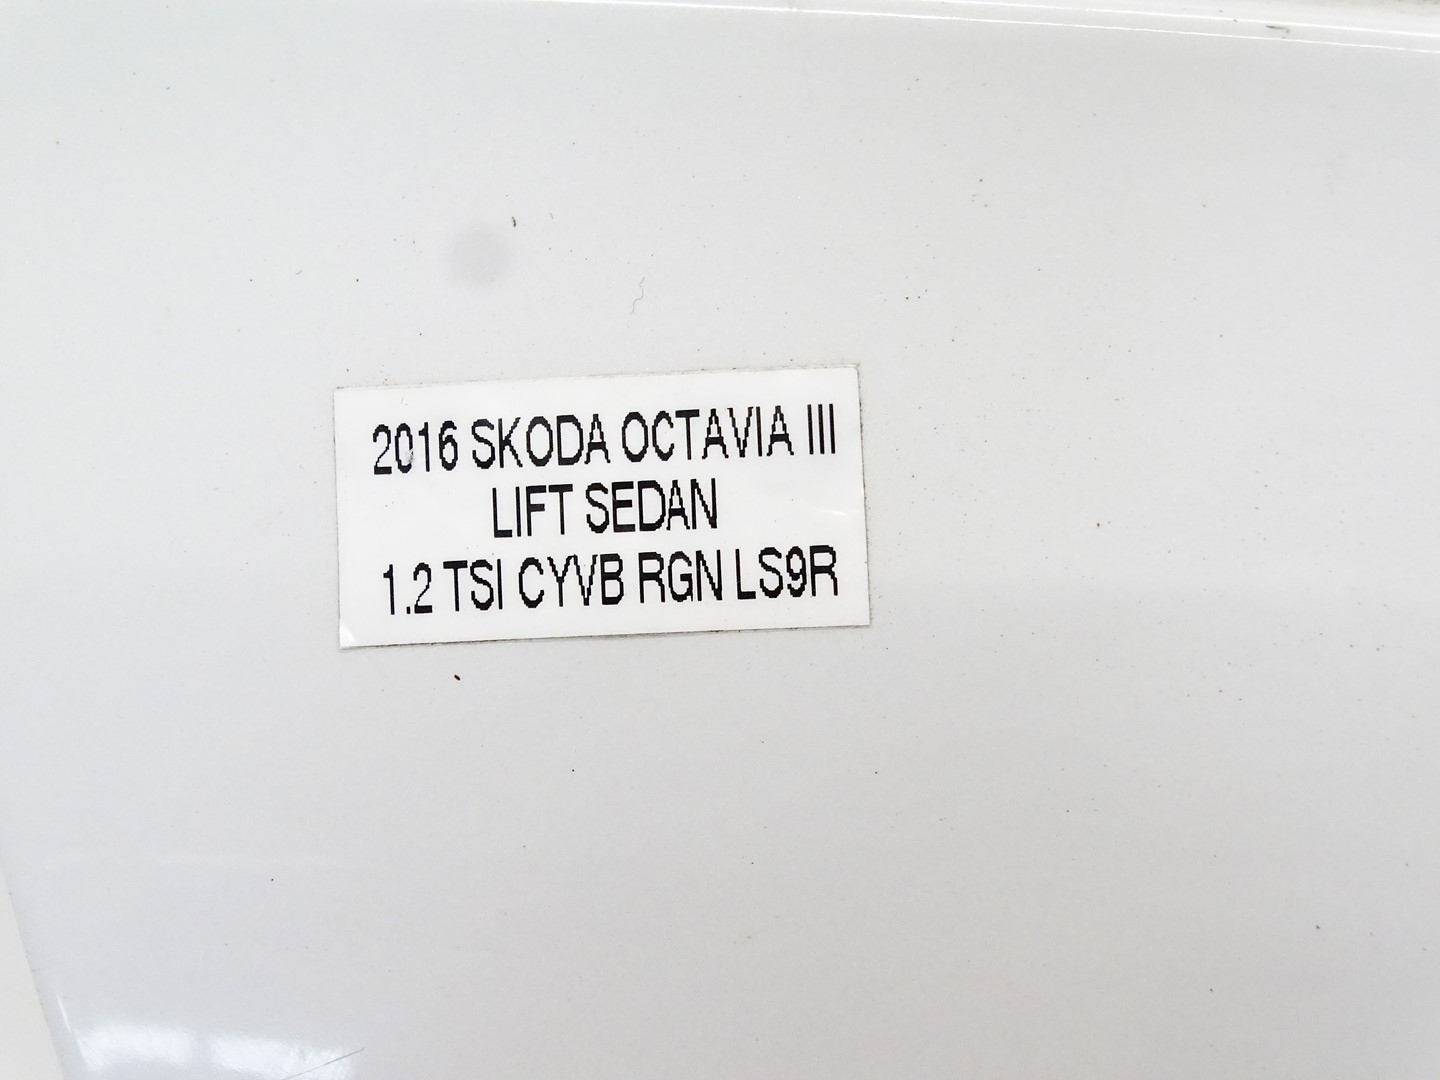 2016 SKODA OCTAVIA III
LIFT SEDAN
1.2 TSI CYVB RGN LS9R